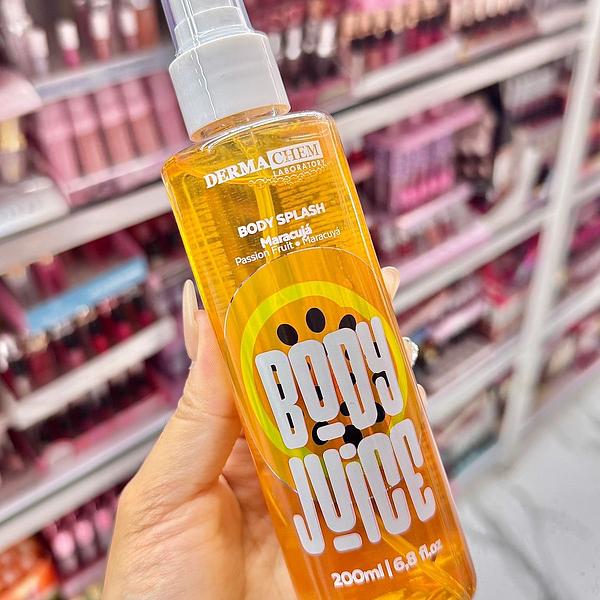 DERMACHEM
LABORATORY
BODY SPLASH
Maracujá
Passion Fruit • Maracuyá
BODY
JUICE
200ml | 6,8 fl.oz